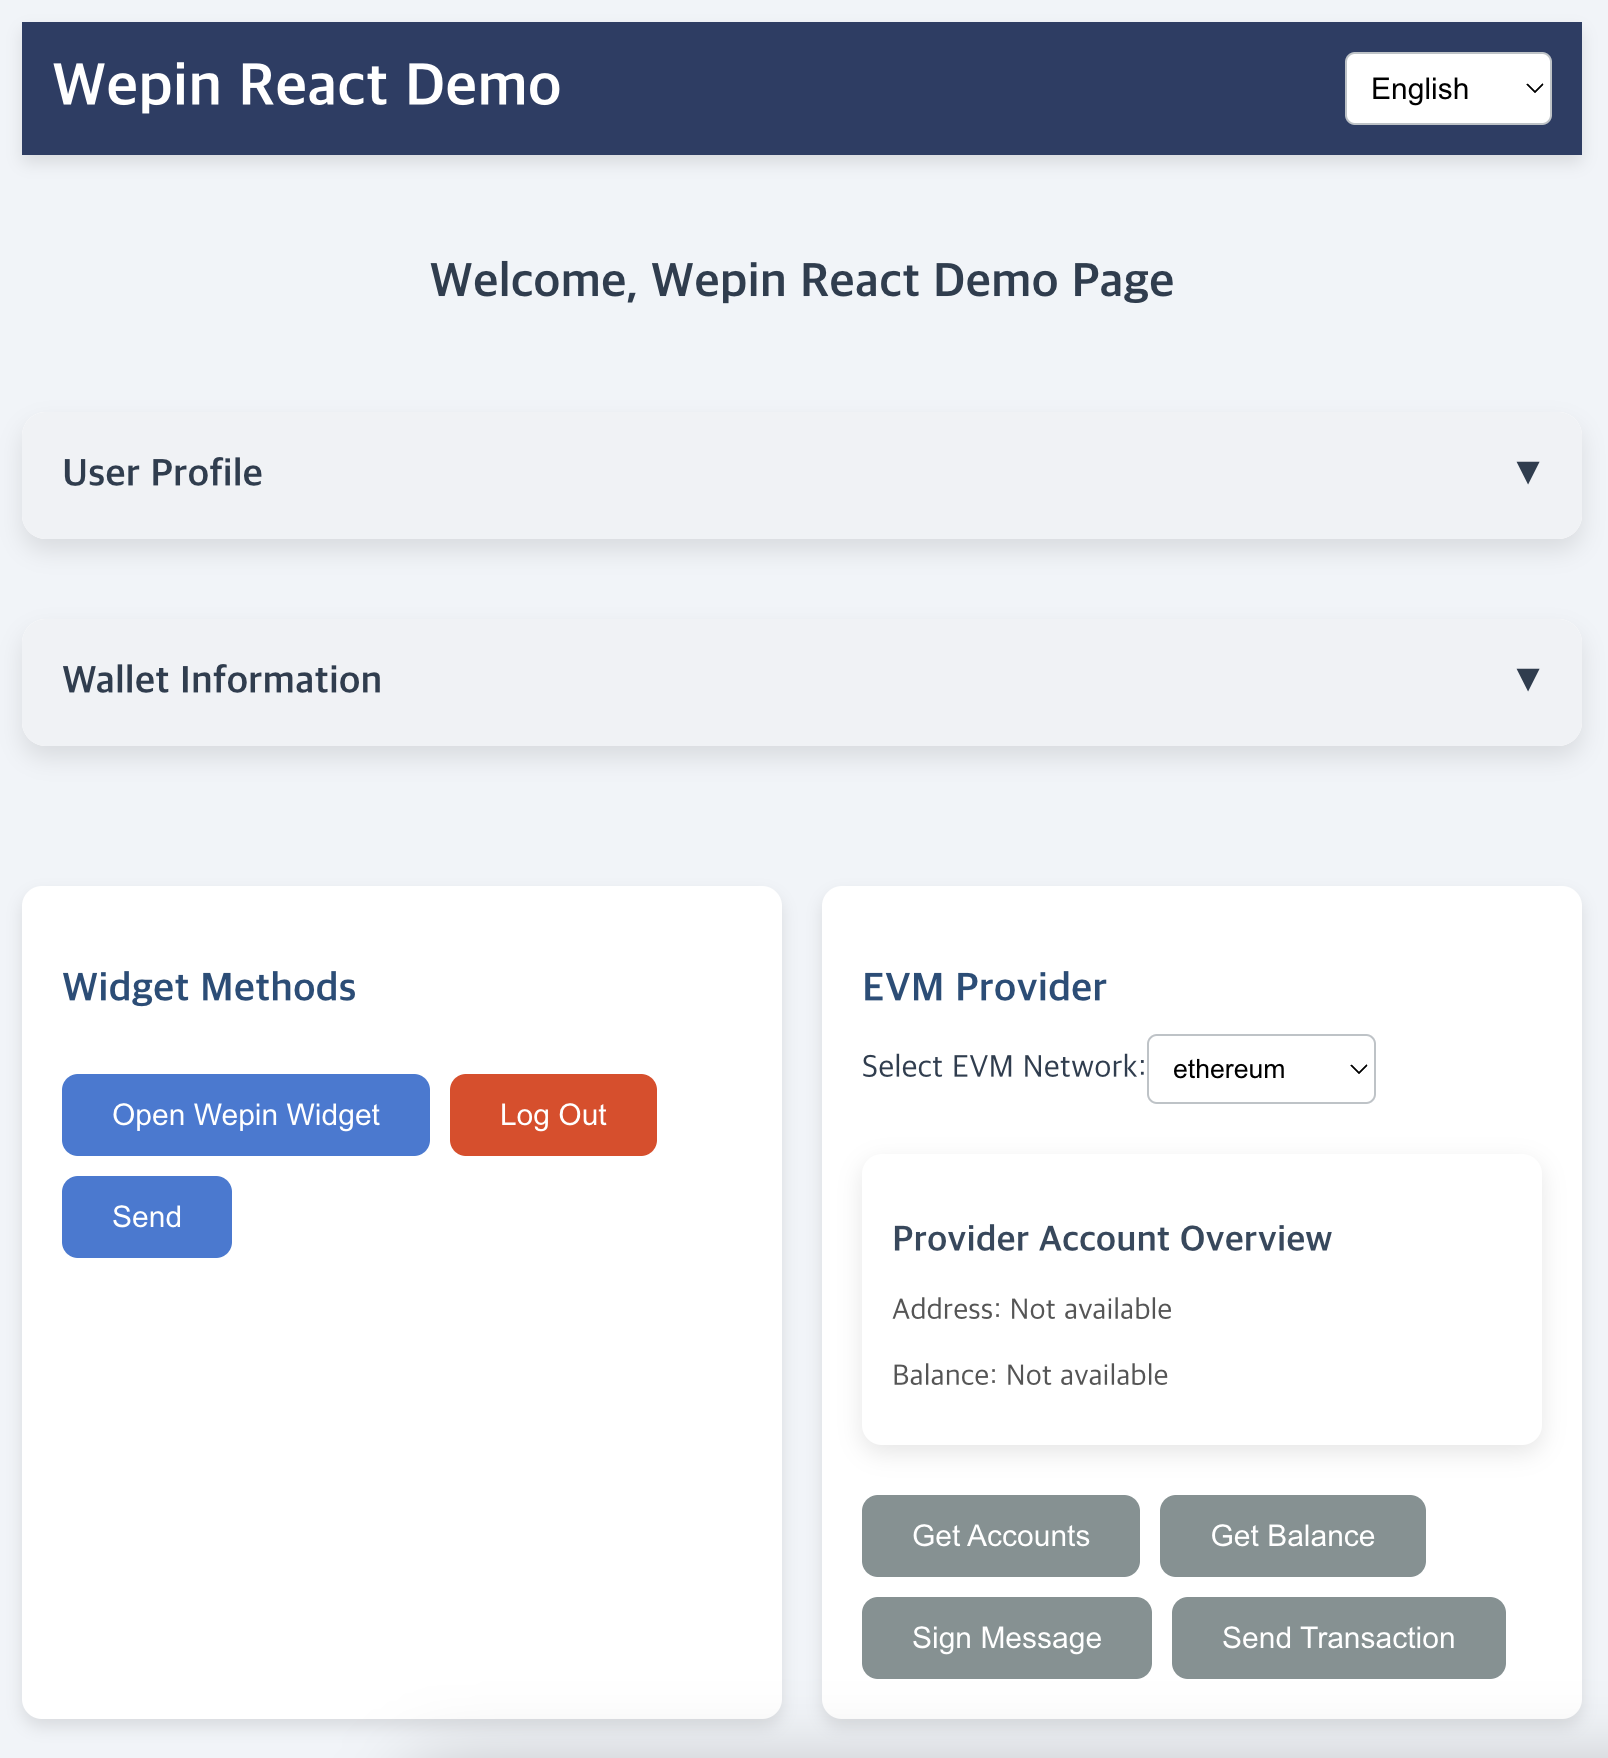 Wepin React Demo
English
Welcome, Wepin React Demo Page
User Profile
Wallet Information
Widget Methods
Open Wepin Widget
Log Out
Send
EVM Provider
Select EVM Network:
ethereum
Provider Account Overview
Address: Not available
Balance: Not available
Get Accounts
Get Balance
Sign Message
Send Transaction